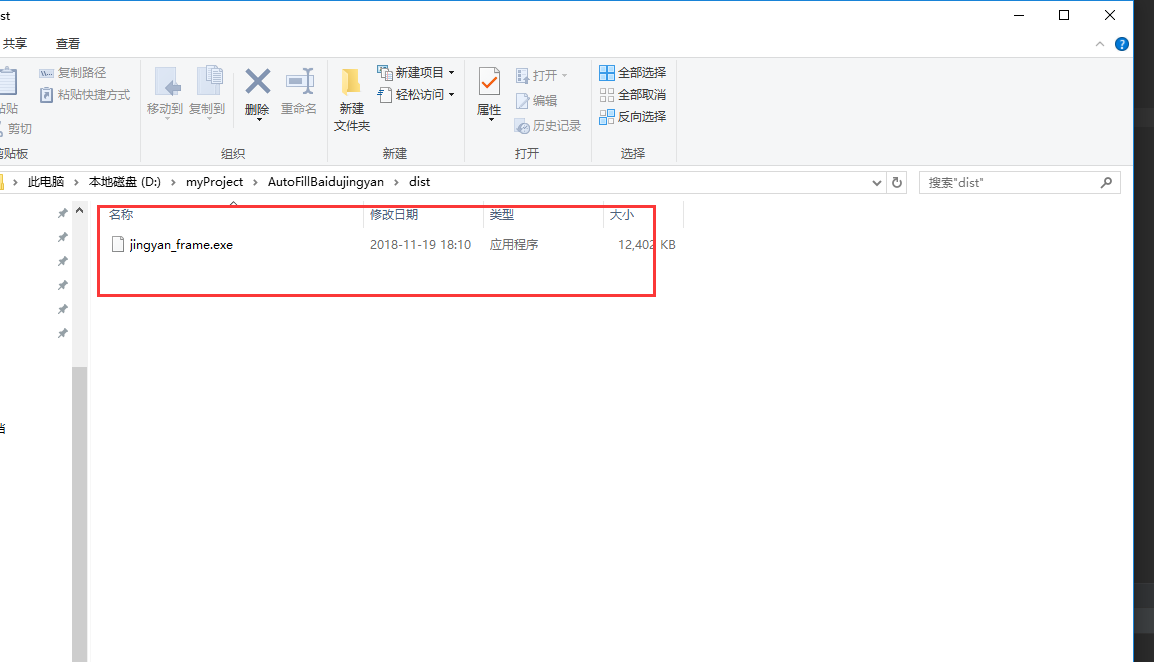 st
共享 查看
复制路径
粘贴快捷方式
粘贴
剪切
移动到 复制到 删除 重命名
新建
文件夹
新建项目
轻松访问
属性
打开
编辑
历史记录
全部选择
全部取消
反向选择
剪贴板 组织 新建 打开 选择
此电脑 本地磁盘 (D:) myProject AutoFillBaidujingyan dist
搜索"dist"
名称 修改日期 类型 大小
jingyan_frame.exe 2018-11-19 18:10 应用程序 12,402 KB
档